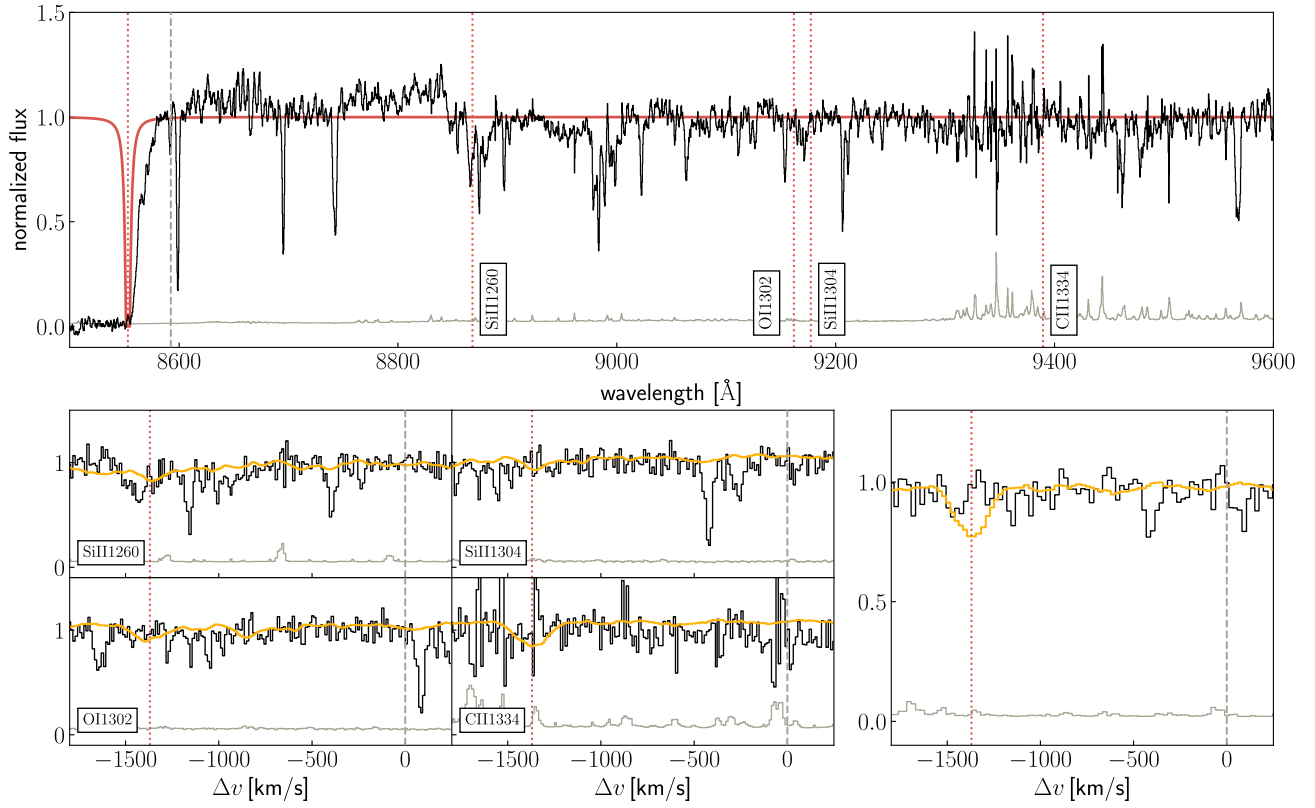 1.5
1.0
0.5
0.0
normalized flux
SiII1260
OI1302
SiII1304
CII1334
8600
8800
9000
9200
9400
9600
wavelength [Å]
1
0
SiII1260
SiII1304
1
0
OI1302
CII1334
−1500
−1000
−500
0
−1500
−1000
−500
0
Δv [km/s]
Δv [km/s]
1.0
0.5
0.0
−1500
−1000
−500
0
Δv [km/s]